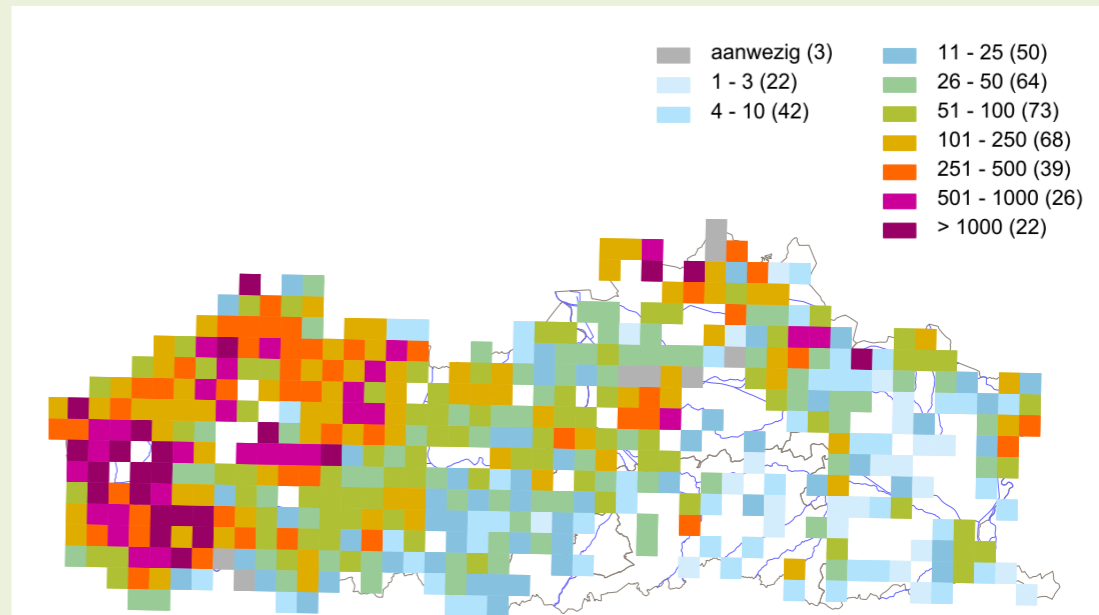 aanwezig (3)
1 - 3 (22)
4 - 10 (42)
11 - 25 (50)
26 - 50 (64)
51 - 100 (73)
101 - 250 (68)
251 - 500 (39)
501 - 1000 (26)
> 1000 (22)